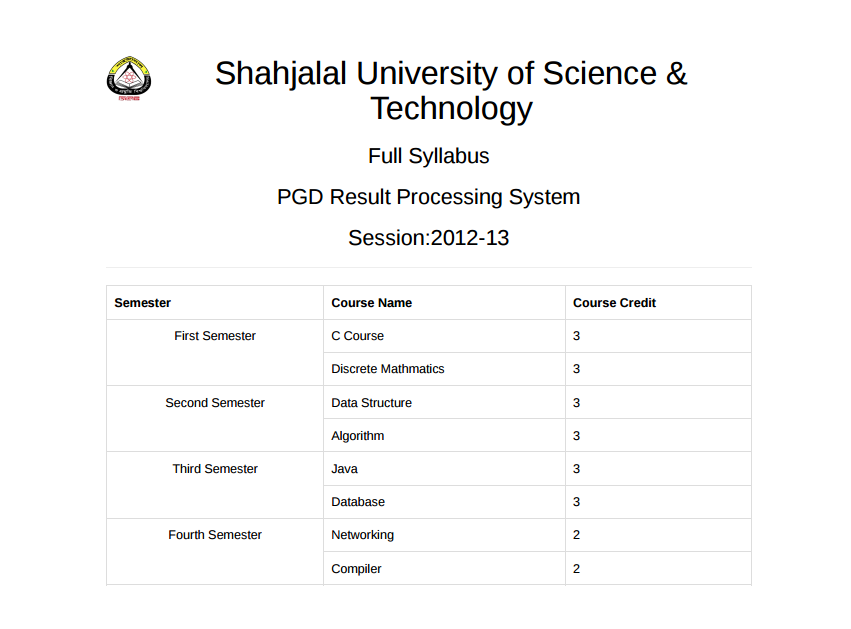 Shahjalal University of Science &
Technology
Full Syllabus
PGD Result Processing System
Session:2012-13
Semester Course Name Course Credit
First Semester C Course 3
Discrete Mathmatics 3
Second Semester Data Structure 3
Algorithm 3
Third Semester Java 3
Database 3
Fourth Semester Networking 2
Compiler 2